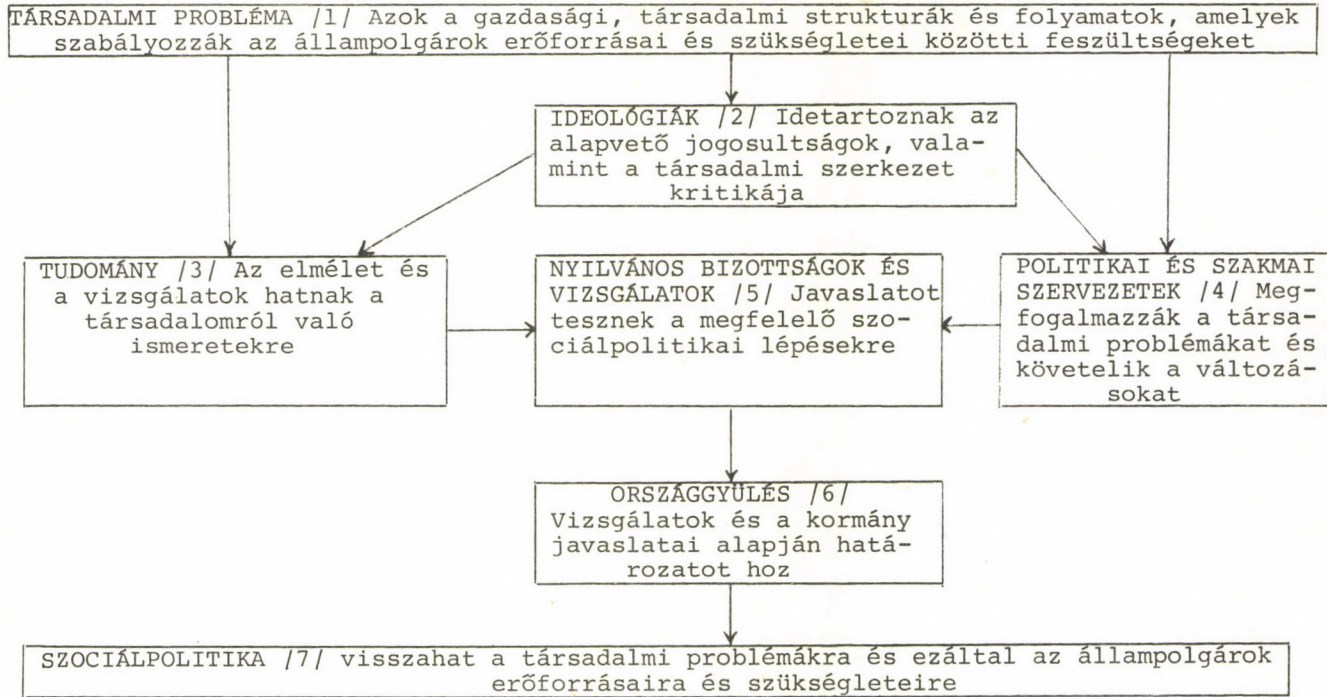 TÁRSADALMI PROBLÉMA /1/ Azok a gazdasági, társadalmi strukturák és folyamatok, amelyek
szabályozzák az állampolgárok erőforrásai és szükségletei közötti feszültségeket
IDEOLÓGIÁK /2/ Idetartoznak az
alapvető jogosultságok, vala-
mint a társadalmi szerkezet
kritikája
TUDOMÁNY /3/ Az elmélet és
a vizsgálatok hatnak a
társadalomról való
ismeretekre
NYILVÁNOS BIZOTTSÁGOK ÉS
VIZSGÁLATOK /5/ Javaslatot
tesznek a megfelelő szo-
ciálpolitikai lépésekre
POLITIKAI ÉS SZAKMAI
SZERVEZETEK /4/ Meg-
fogalmazzák a társa-
dalmi problémákat és
követelik a változá-
sokat
ORSZÁGGYÜLÉS /6/
Vizsgálatok és a kormány
javaslatai alapján hatá-
rozatot hoz
SZOCIÁLPOLITIKA /7/ visszahat a társadalmi problémákra és ezáltal az állampolgárok
erőforrásaira és szükségleteire